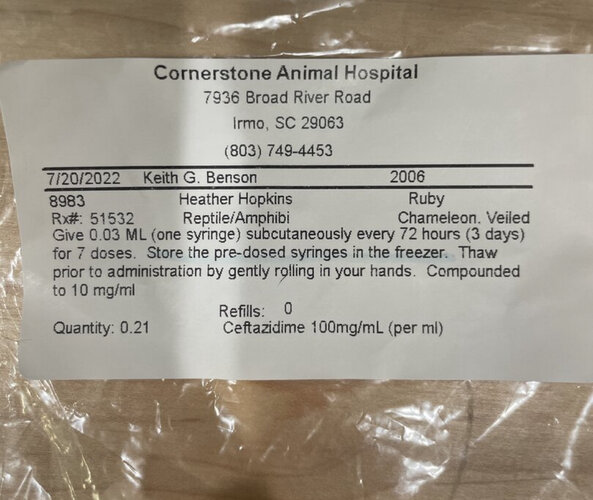 Cornerstone Animal Hospital
7936 Broad River Road
Irmo, SC 29063
(803) 749-4453
7/20/2022 Keith G. Benson 2006
8983 Heather Hopkins Ruby
Rx#: 51532 Reptile/Amphibi Chameleon. Veiled
Give 0.03 ML (one syringe) subcutaneously every 72 hours (3 days)
for 7 doses. Store the pre-dosed syringes in the freezer. Thaw
prior to administration by gently rolling in your hands. Compounded
to 10 mg/ml
Refills: 0
Quantity: 0.21 Ceftazidime 100mg/mL (per ml)